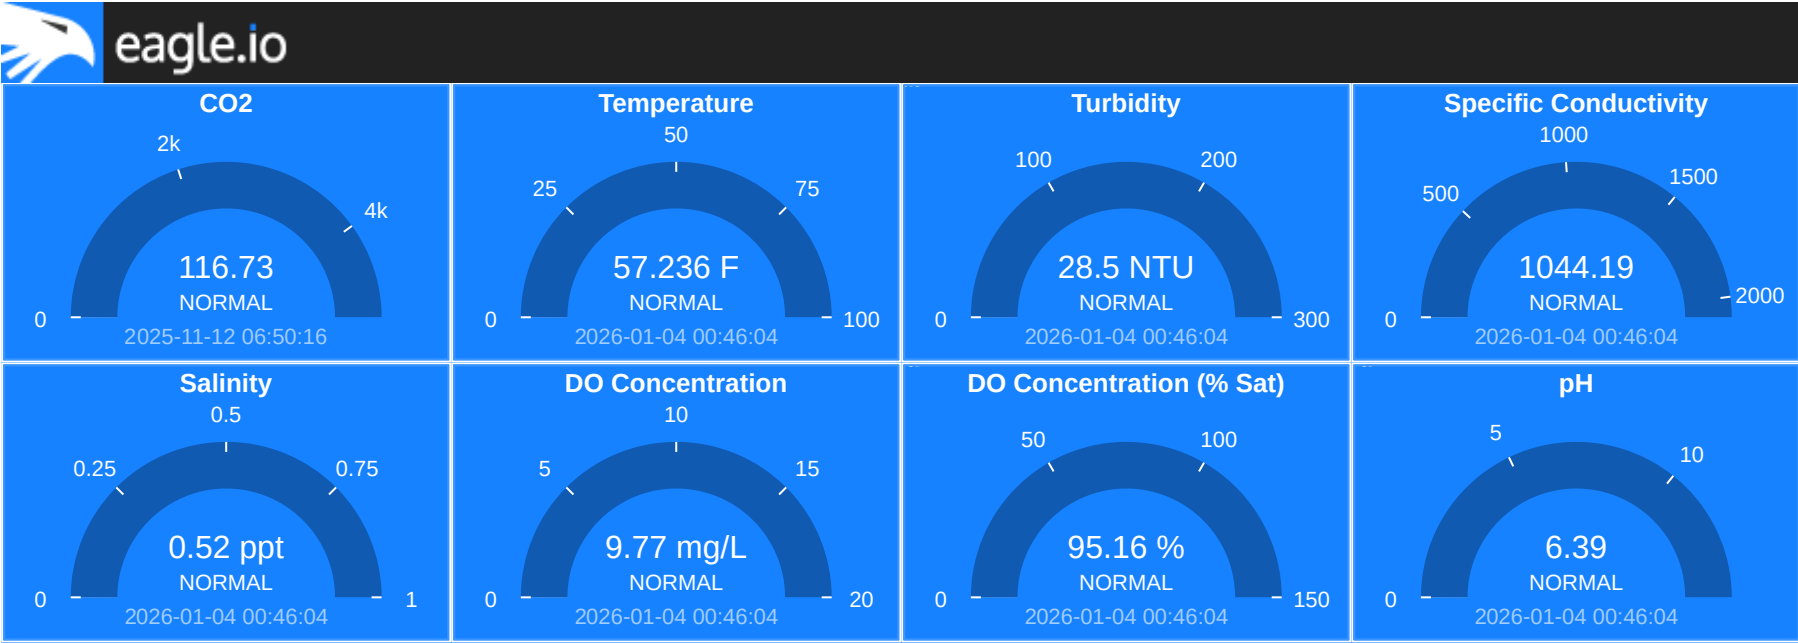 eagle.io
CO2
2k
4k
0
116.73
NORMAL
2025-11-12 06:50:16
Temperature
50
25
75
0
100
57.236 F
NORMAL
2026-01-04 00:46:04
Turbidity
100
200
0
300
28.5 NTU
NORMAL
2026-01-04 00:46:04
Specific Conductivity
1000
500
1500
0
2000
1044.19
NORMAL
2026-01-04 00:46:04
Salinity
0.5
0.25
0.75
0
1
0.52 ppt
NORMAL
2026-01-04 00:46:04
DO Concentration
10
5
15
0
20
9.77 mg/L
NORMAL
2026-01-04 00:46:04
DO Concentration (% Sat)
50
100
0
150
95.16 %
NORMAL
2026-01-04 00:46:04
pH
5
10
0
6.39
NORMAL
2026-01-04 00:46:04